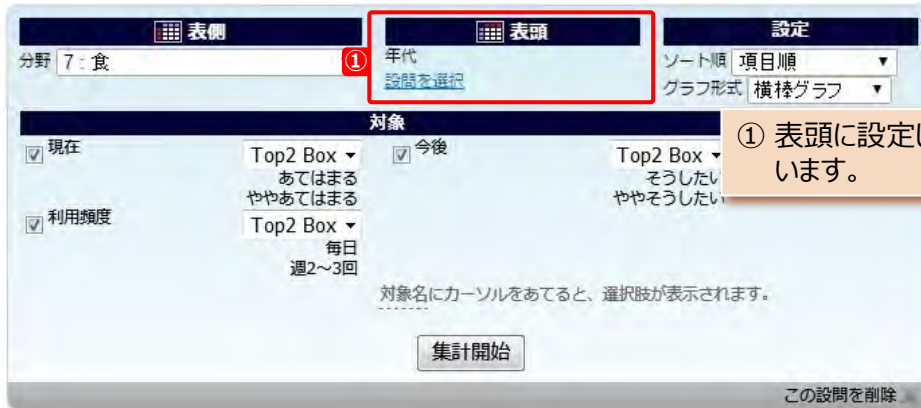 表側
表頭
設定
分野 7：食
①
年代
設問を選択
ソート順 項目順
グラフ形式 横棒グラフ
対象
現在
Top2 Box
あてはまる
ややあてはまる
今後
Top2 Box
そうしたい
ややそうしたい
① 表頭に設定し
います。
利用頻度
Top2 Box
毎日
週2～3回
対象名にカーソルをあてると、選択肢が表示されます。
集計開始
この設問を削除